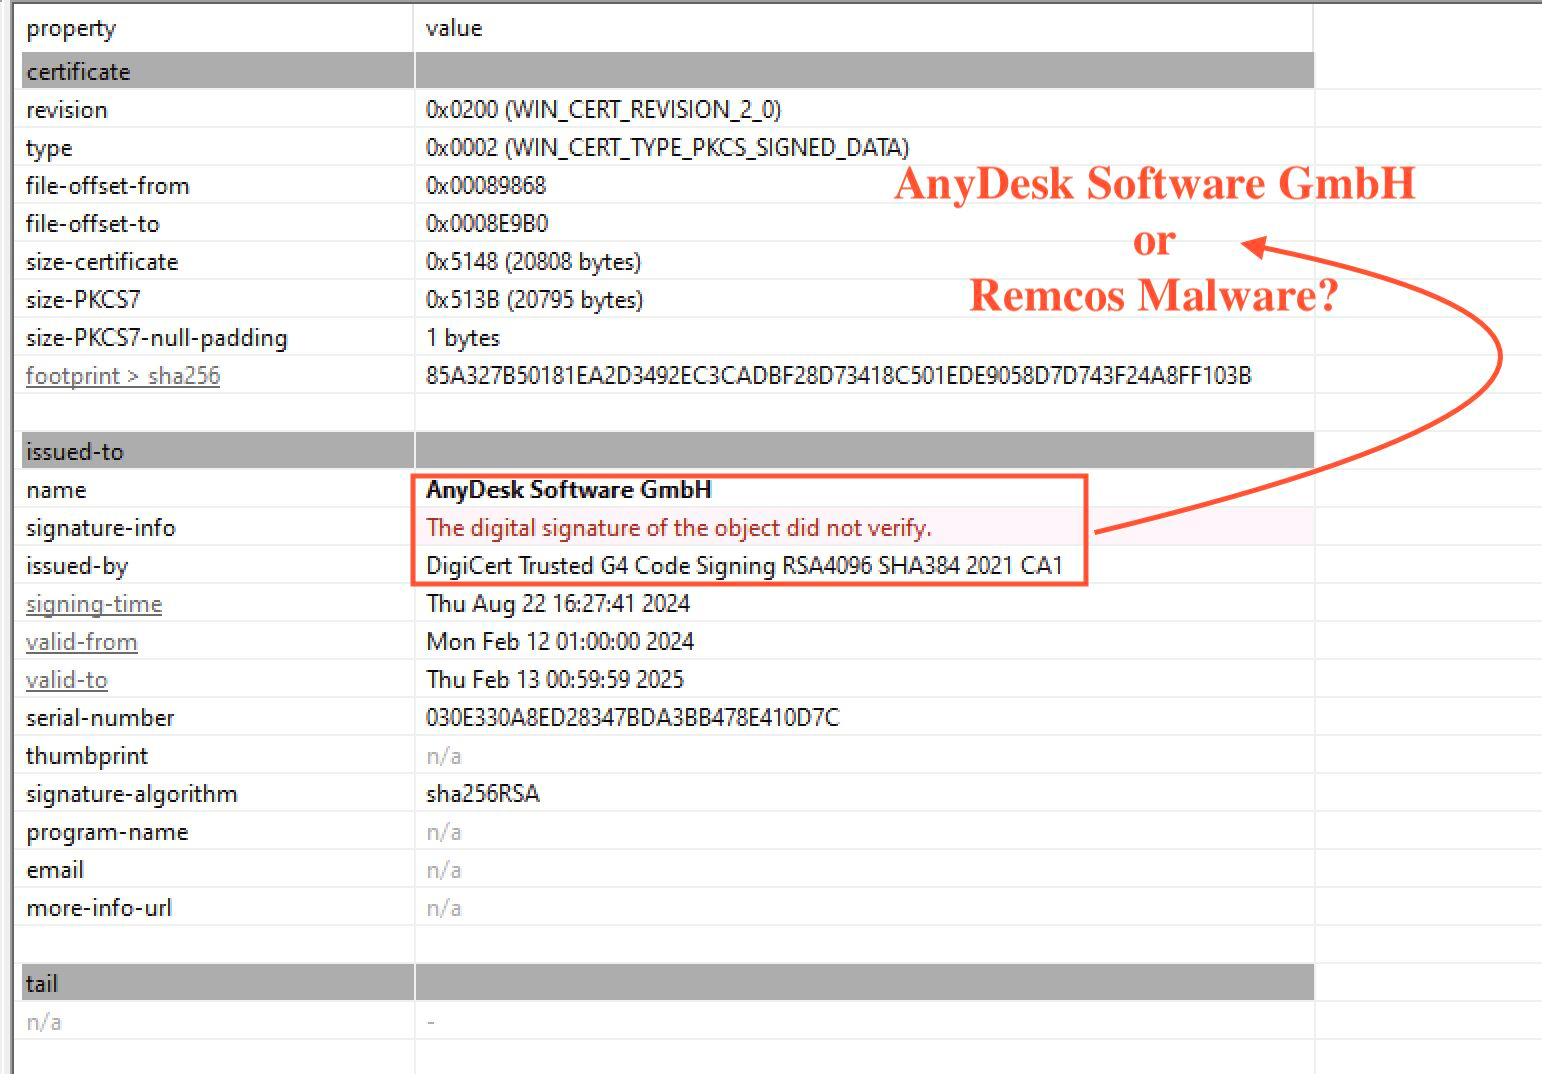 property value
certificate
revision 0x0200 (WIN_CERT_REVISION_2_0)
type 0x0002 (WIN_CERT_TYPE_PKCS_SIGNED_DATA)
file-offset-from 0x00089868
AnyDesk Software GmbH
file-offset-to 0x0008E9B0
or
size-certificate 0x5148 (20808 bytes)
size-PKCS7 0x513B (20795 bytes)
Remcos Malware?
size-PKCS7-null-padding 1 bytes
footprint > sha256 85A327B50181EA2D3492EC3CADBF28D73418C501EDE9058D7D743F24A8FF103B
issued-to
name AnyDesk Software GmbH
signature-info The digital signature of the object did not verify.
issued-by DigiCert Trusted G4 Code Signing RSA4096 SHA384 2021 CA1
signing-time Thu Aug 22 16:27:41 2024
valid-from Mon Feb 12 01:00:00 2024
valid-to Thu Feb 13 00:59:59 2025
serial-number 030E330A8ED28347BDA3BB478E410D7C
thumbprint n/a
signature-algorithm sha256RSA
program-name n/a
email n/a
more-info-url n/a
tail
n/a -